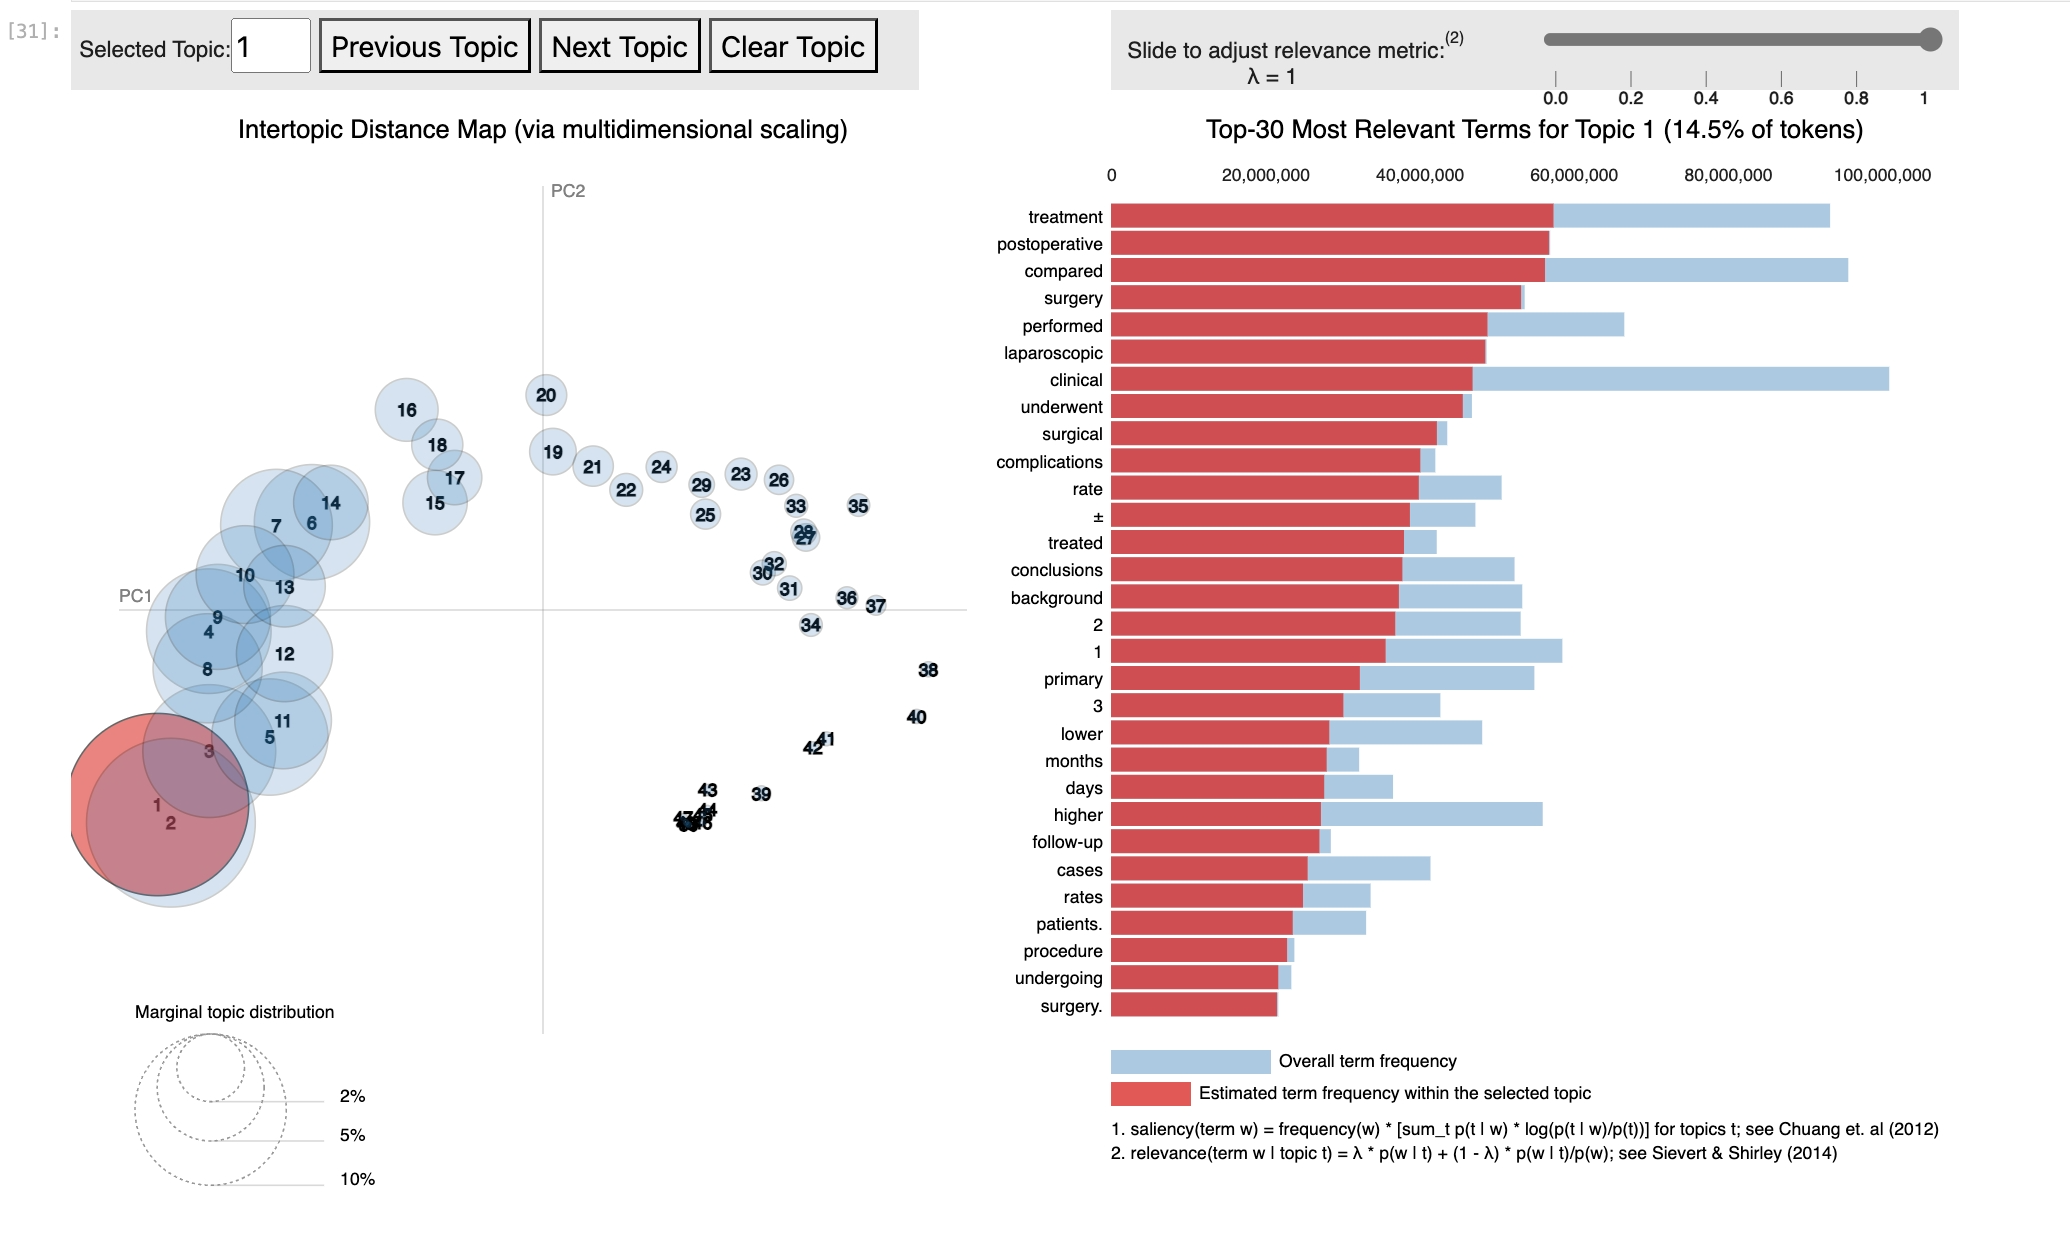 [31]:
Selected Topic: 1 Previous Topic Next Topic Clear Topic
Slide to adjust relevance metric:(2)
λ = 1
0.0 0.2 0.4 0.6 0.8 1
Intertopic Distance Map (via multidimensional scaling)
PC2
PC1
20
16
18
19
17
21
24
22
29
23
26
15
25
33
35
14
7
6
28
27
10
13
32
30
31
36
37
9
4
34
12
8
38
11
40
5
3
41
42
43
39
1
2
44
47
46
Marginal topic distribution
2%
5%
10%
Top-30 Most Relevant Terms for Topic 1 (14.5% of tokens)
0 20,000,000 40,000,000 60,000,000 80,000,000 100,000,000
treatment
postoperative
compared
surgery
performed
laparoscopic
clinical
underwent
surgical
complications
rate
±
treated
conclusions
background
2
1
primary
3
lower
months
days
higher
follow-up
cases
rates
patients.
procedure
undergoing
surgery.
Overall term frequency
Estimated term frequency within the selected topic
1. saliency(term w) = frequency(w) * [sum_t p(t | w) * log(p(t | w)/p(t))] for topics t; see Chuang et. al (2012)
2. relevance(term w | topic t) = λ * p(w | t) + (1 - λ) * p(w | t)/p(w); see Sievert & Shirley (2014)